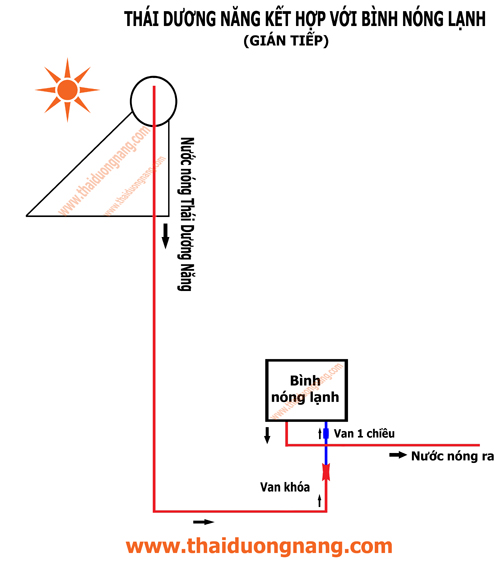 THÁI DƯƠNG NĂNG KẾT HỢP VỚI BÌNH NÓNG LẠNH
(GIÁN TIẾP)
www.thaiduongnang.com
www.thaiduongnang.com
Nước nóng Thái Dương Năng
Bình
nóng lạnh
www.thaiduongnang.com
Van 1 chiều
Nước nóng ra
Van khóa
www.thaiduongnang.com